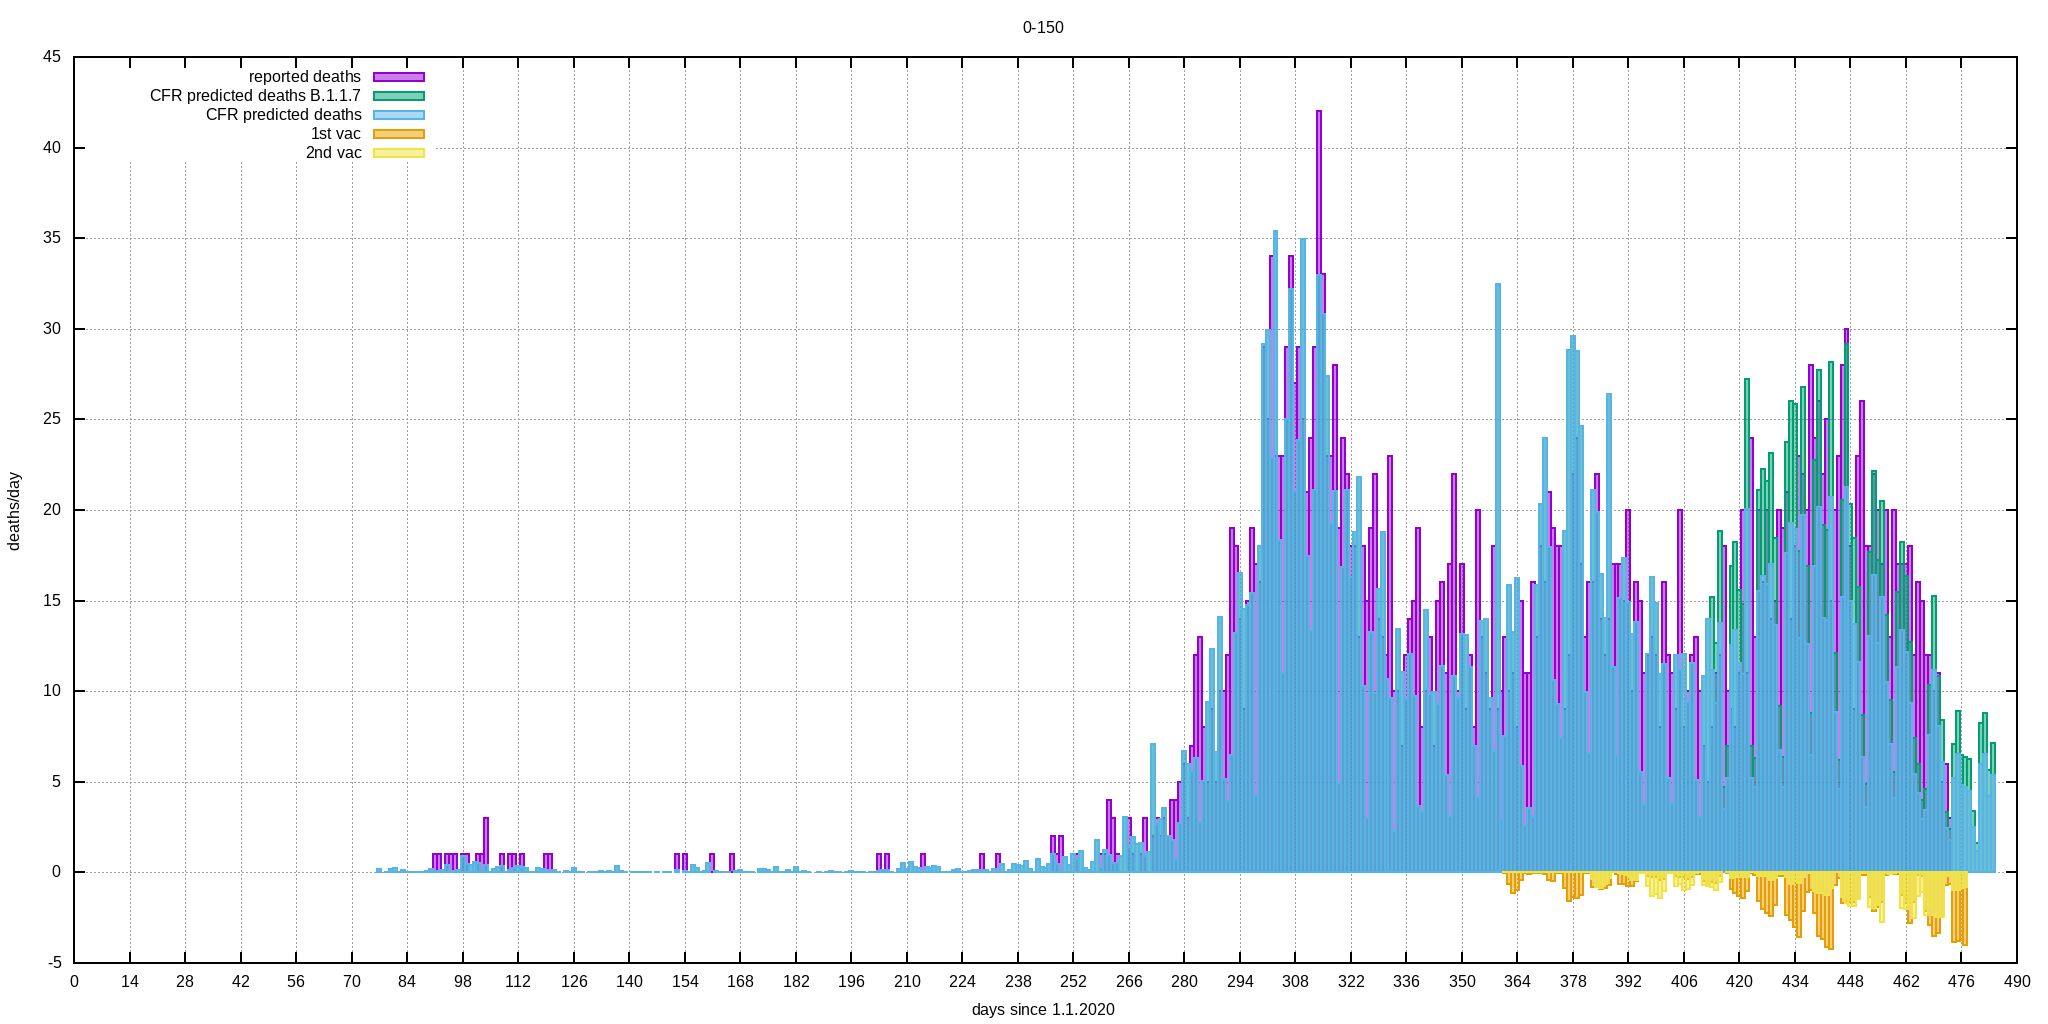 0-150
reported deaths
CFR predicted deaths B.1.1.7
CFR predicted deaths
1st vac
2nd vac
45
40
35
30
25
20
15
10
5
0
-5
deaths/day
0 14 28 42 56 70 84 98 112 126 140 154 168 182 196 210 224 238 252 266 280 294 308 322 336 350 364 378 392 406 420 434 448 462 476 490
days since 1.1.2020